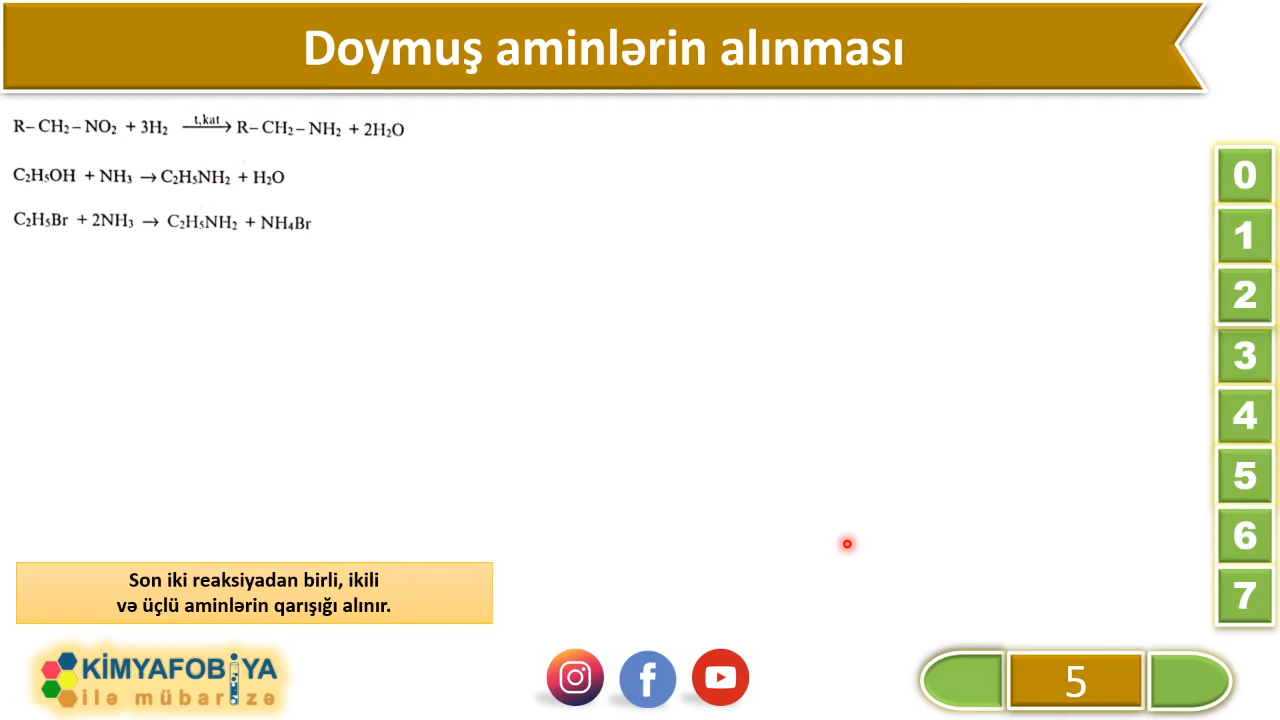 Doymuş aminlərin alınması
R–CH₂–NO₂ + 3H₂ —t,kat→ R–CH₂–NH₂ + 2H₂O
C₂H₅OH + NH₃ → C₂H₅NH₂ + H₂O
C₂H₅Br + 2NH₃ → C₂H₅NH₂ + NH₄Br
0
1
2
3
4
5
6
7
Son iki reaksiyadan birli, ikili
və üçlü aminlərin qarışığı alınır.
KİMYAFOBİYA
ilə mübarizə
5